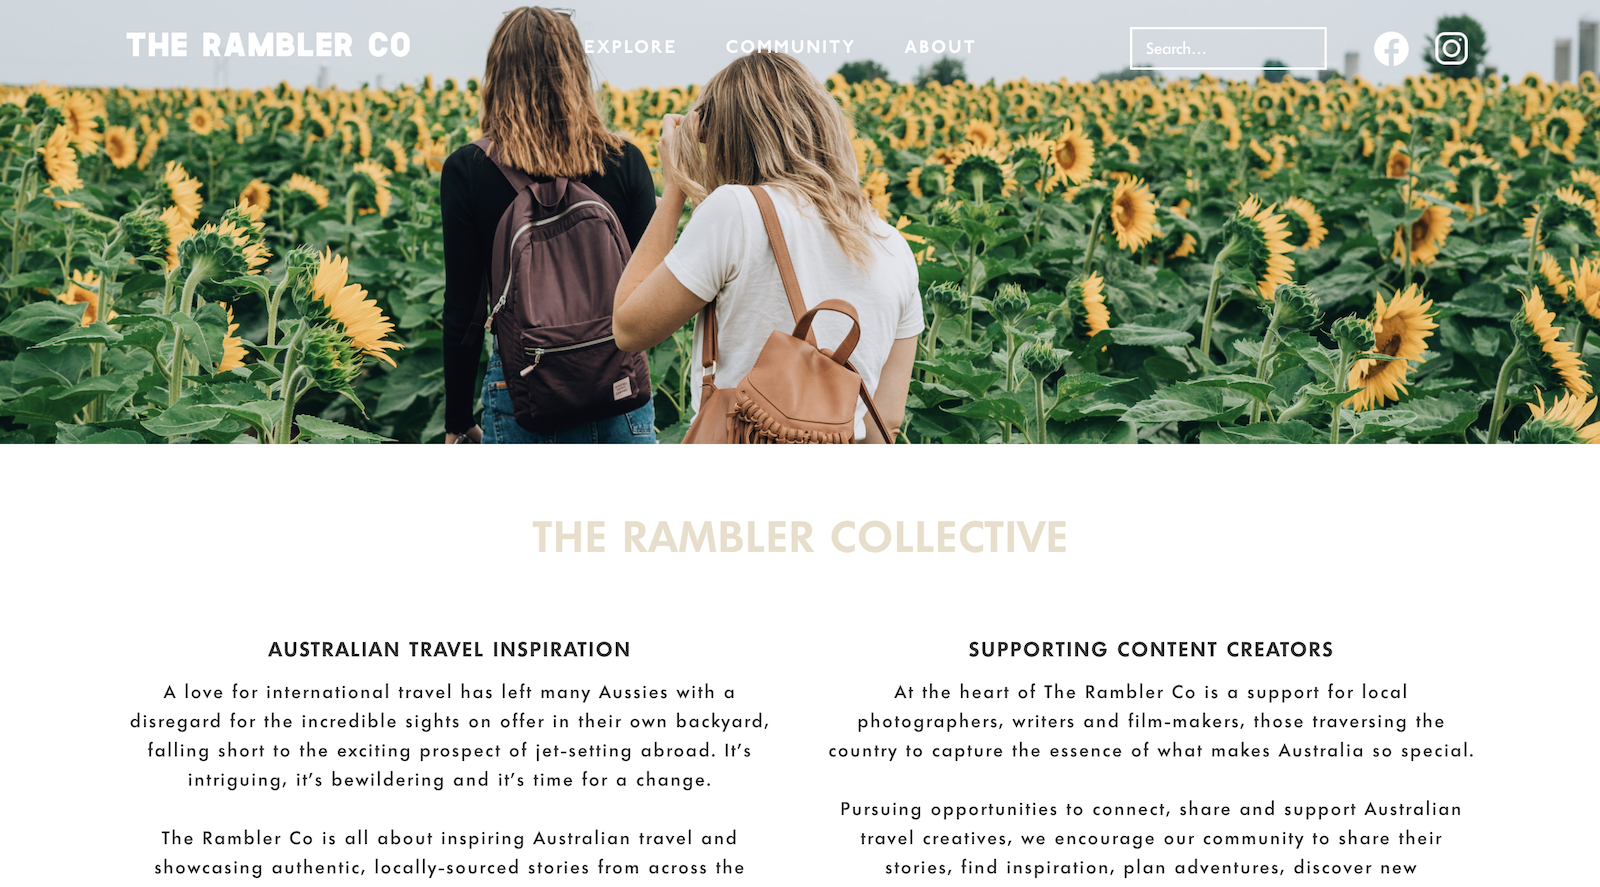 THE RAMBLER CO
EXPLORE COMMUNITY ABOUT
Search...
THE RAMBLER COLLECTIVE
AUSTRALIAN TRAVEL INSPIRATION
A love for international travel has left many Aussies with a
disregard for the incredible sights on offer in their own backyard,
falling short to the exciting prospect of jet-setting abroad. It’s
intriguing, it’s bewildering and it’s time for a change.
The Rambler Co is all about inspiring Australian travel and
showcasing authentic, locally-sourced stories from across the
SUPPORTING CONTENT CREATORS
At the heart of The Rambler Co is a support for local
photographers, writers and film-makers, those traversing the
country to capture the essence of what makes Australia so special.
Pursuing opportunities to connect, share and support Australian
travel creatives, we encourage our community to share their
stories, find inspiration, plan adventures, discover new